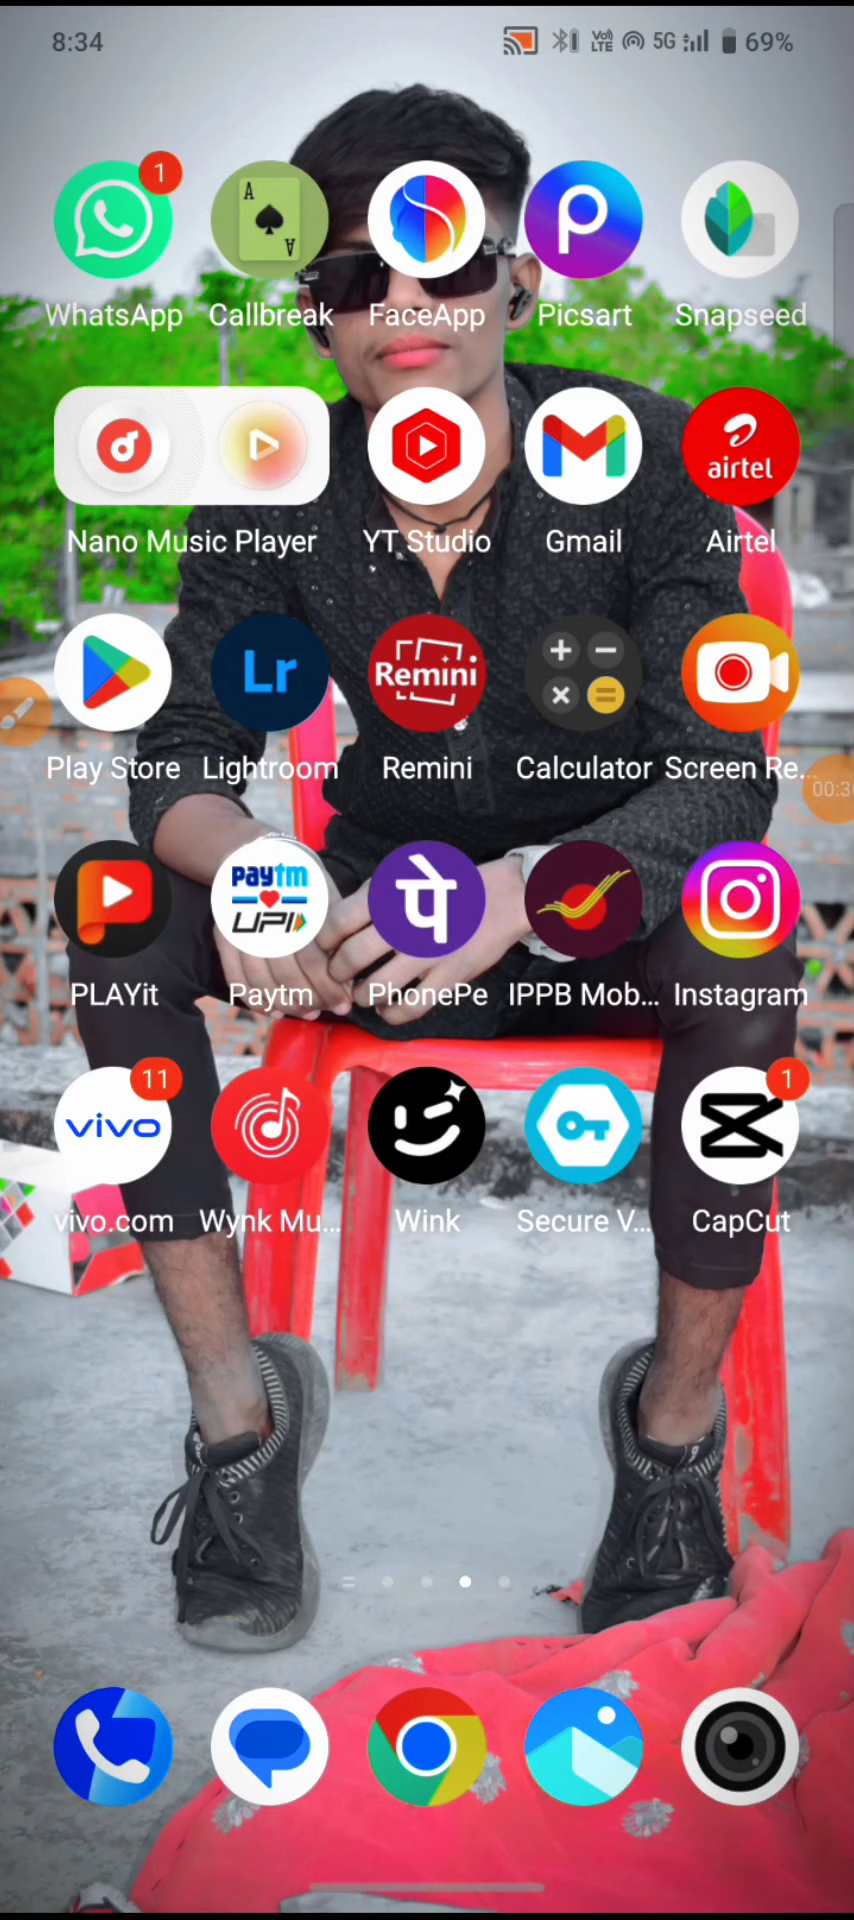 8:34 Vo) LTE 5G 69%
1
A
A
WhatsApp Callbreak FaceApp Picsart Snapseed
airtel
Nano Music Player YT Studio Gmail Airtel
Lr Remini
Play Store Lightroom Remini Calculator Screen Re...
00:3
paytm
UPI
पे
PLAYit Paytm PhonePe IPPB Mob... Instagram
11 1
vivo
vivo.com Wynk Mu... Wink Secure V... CapCut